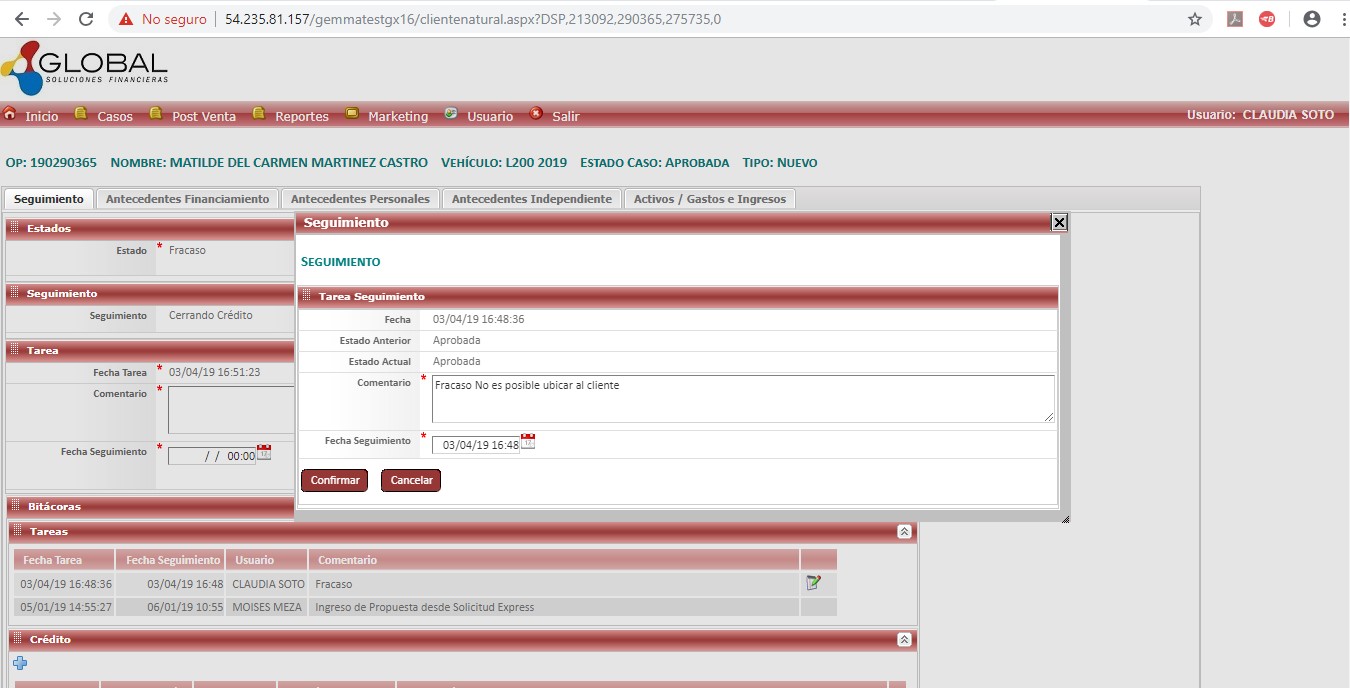 No seguro 54.235.81.157/gemmatestgx16/clientenatural.aspx?DSP,213092,290365,275735,0
GLOBAL
SOLUCIONES FINANCIERAS
Inicio Casos Post Venta Reportes Marketing Usuario Salir Usuario: CLAUDIA SOTO
OP: 190290365 NOMBRE: MATILDE DEL CARMEN MARTINEZ CASTRO VEHÍCULO: L200 2019 ESTADO CASO: APROBADA TIPO: NUEVO
Seguimiento Antecedentes Financiamiento Antecedentes Personales Antecedentes Independiente Activos / Gastos e Ingresos
Estados
Estado * Fracaso
Seguimiento
Seguimiento Cerrando Crédito
Tarea
Fecha Tarea * 03/04/19 16:51:23
Comentario *
Fecha Seguimiento * / / 00:00
Seguimiento
SEGUIMIENTO
Tarea Seguimiento
Fecha 03/04/19 16:48:36
Estado Anterior Aprobada
Estado Actual Aprobada
Comentario * Fracaso No es posible ubicar al cliente
Fecha Seguimiento * 03/04/19 16:48
Confirmar Cancelar
Bitácoras
Tareas
Fecha Tarea Fecha Seguimiento Usuario Comentario
03/04/19 16:48:36 03/04/19 16:48 CLAUDIA SOTO Fracaso
05/01/19 14:55:27 06/01/19 10:55 MOISES MEZA Ingreso de Propuesta desde Solicitud Express
Crédito